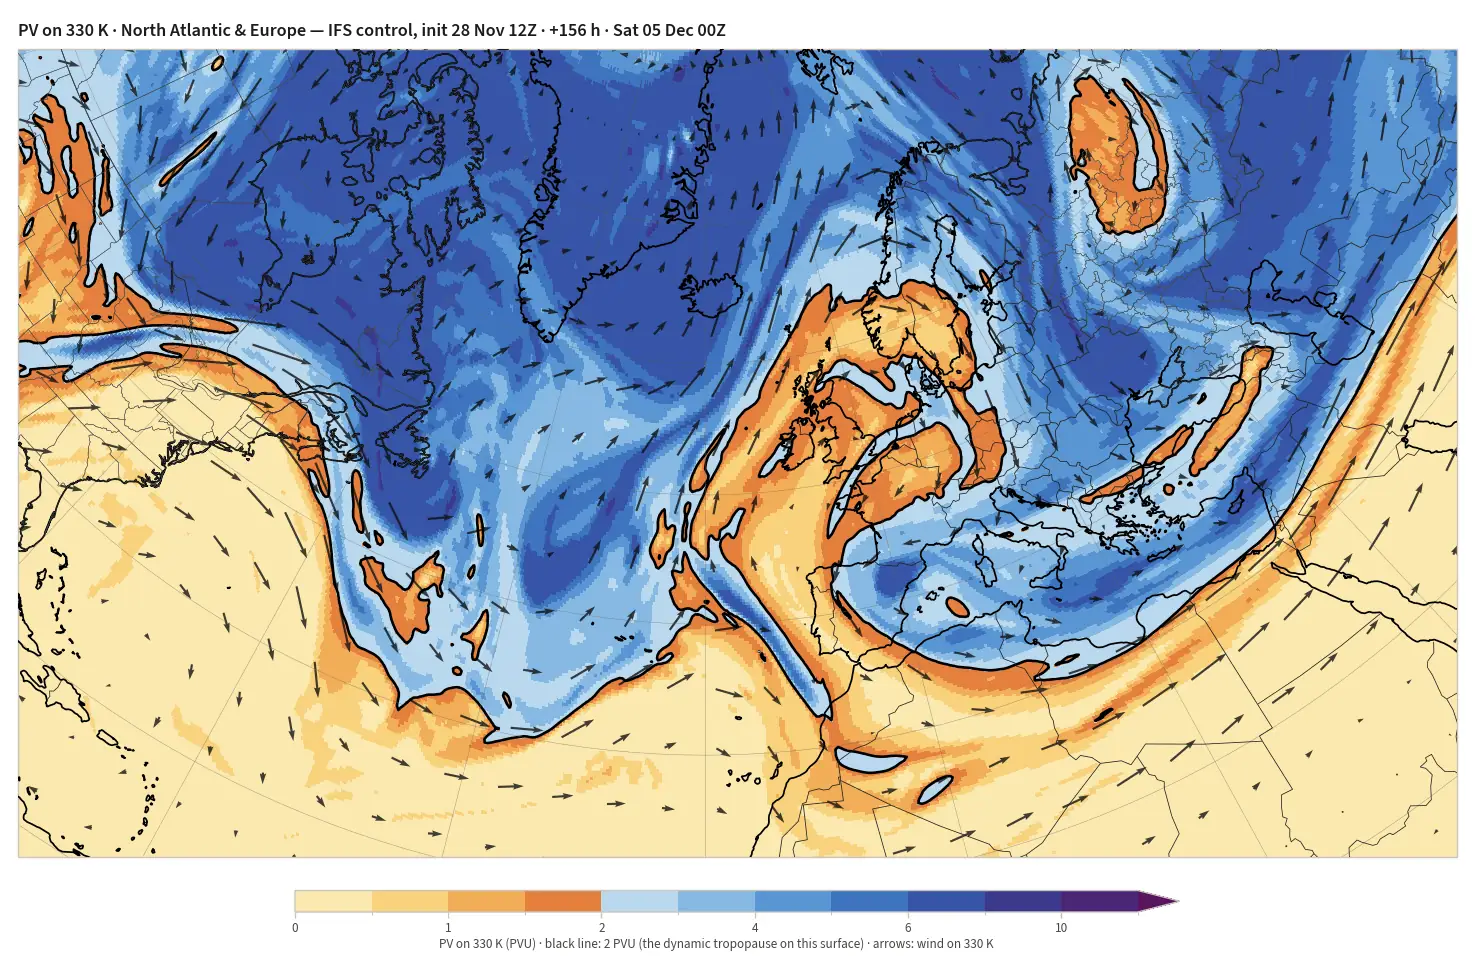 PV on 330 K · North Atlantic & Europe — IFS control, init 28 Nov 12Z · +156 h · Sat 05 Dec 00Z
0 1 2 4 6 10
PV on 330 K (PVU) · black line: 2 PVU (the dynamic tropopause on this surface) · arrows: wind on 330 K